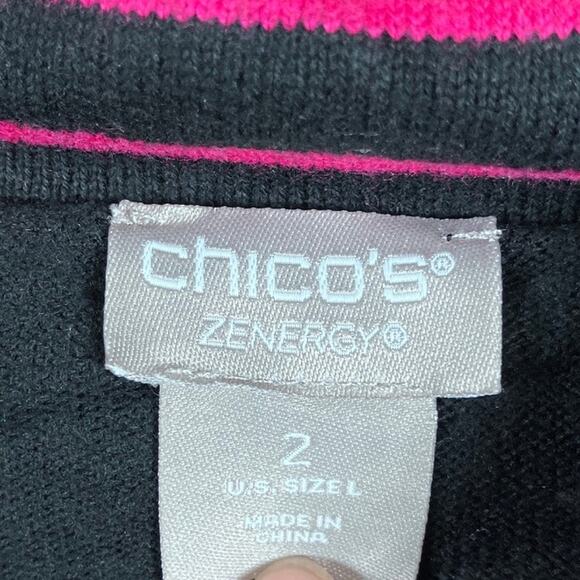 chico's®
ZENERGY®
2
U.S. SIZE L
MADE IN
CHINA